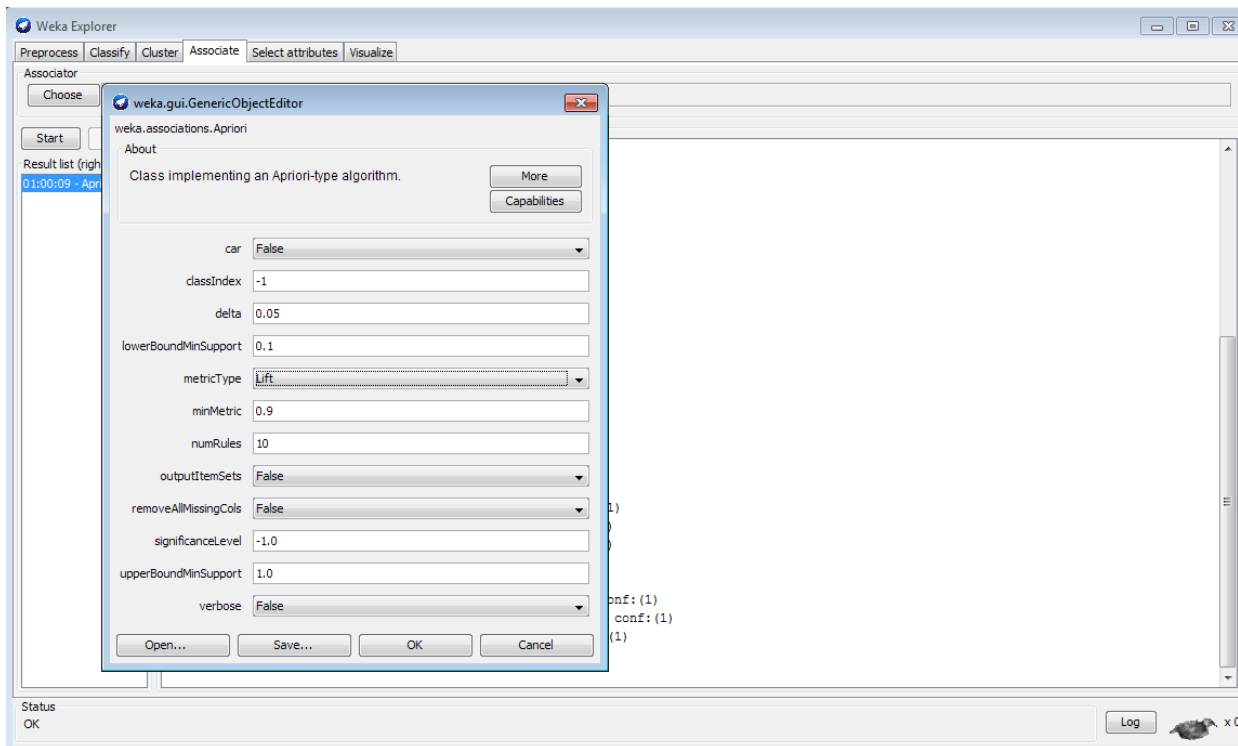 Weka Explorer
Preprocess Classify Cluster Associate Select attributes Visualize
Associator
Choose
weka.gui.GenericObjectEditor
weka.associations.Apriori
Start
About
Result list (righ
Class implementing an Apriori-type algorithm.
More
01:00:09 - Apri
Capabilities
car False
classIndex -1
delta 0.05
lowerBoundMinSupport 0.1
metricType Lift
minMetric 0.9
numRules 10
outputItemSets False
removeAllMissingCols False
1)
)
significanceLevel -1.0
)
upperBoundMinSupport 1.0
verbose False
onf:(1)
conf:(1)
(1)
Open... Save... OK Cancel
Status
OK
Log
x 0